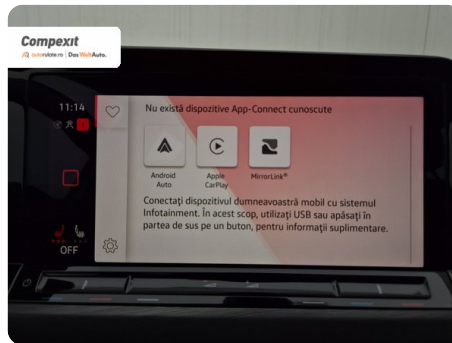 Compexit
autorulate.ro | Das WeltAuto.
11:14
Nu există dispozitive App-Connect cunoscute
Android
Auto
Apple
CarPlay
MirrorLink®
Conectați dispozitivul dumneavoastră mobil cu sistemul
Infotainment. În acest scop, utilizați USB sau apăsați în
partea de sus pe un buton, pentru informații suplimentare.
OFF